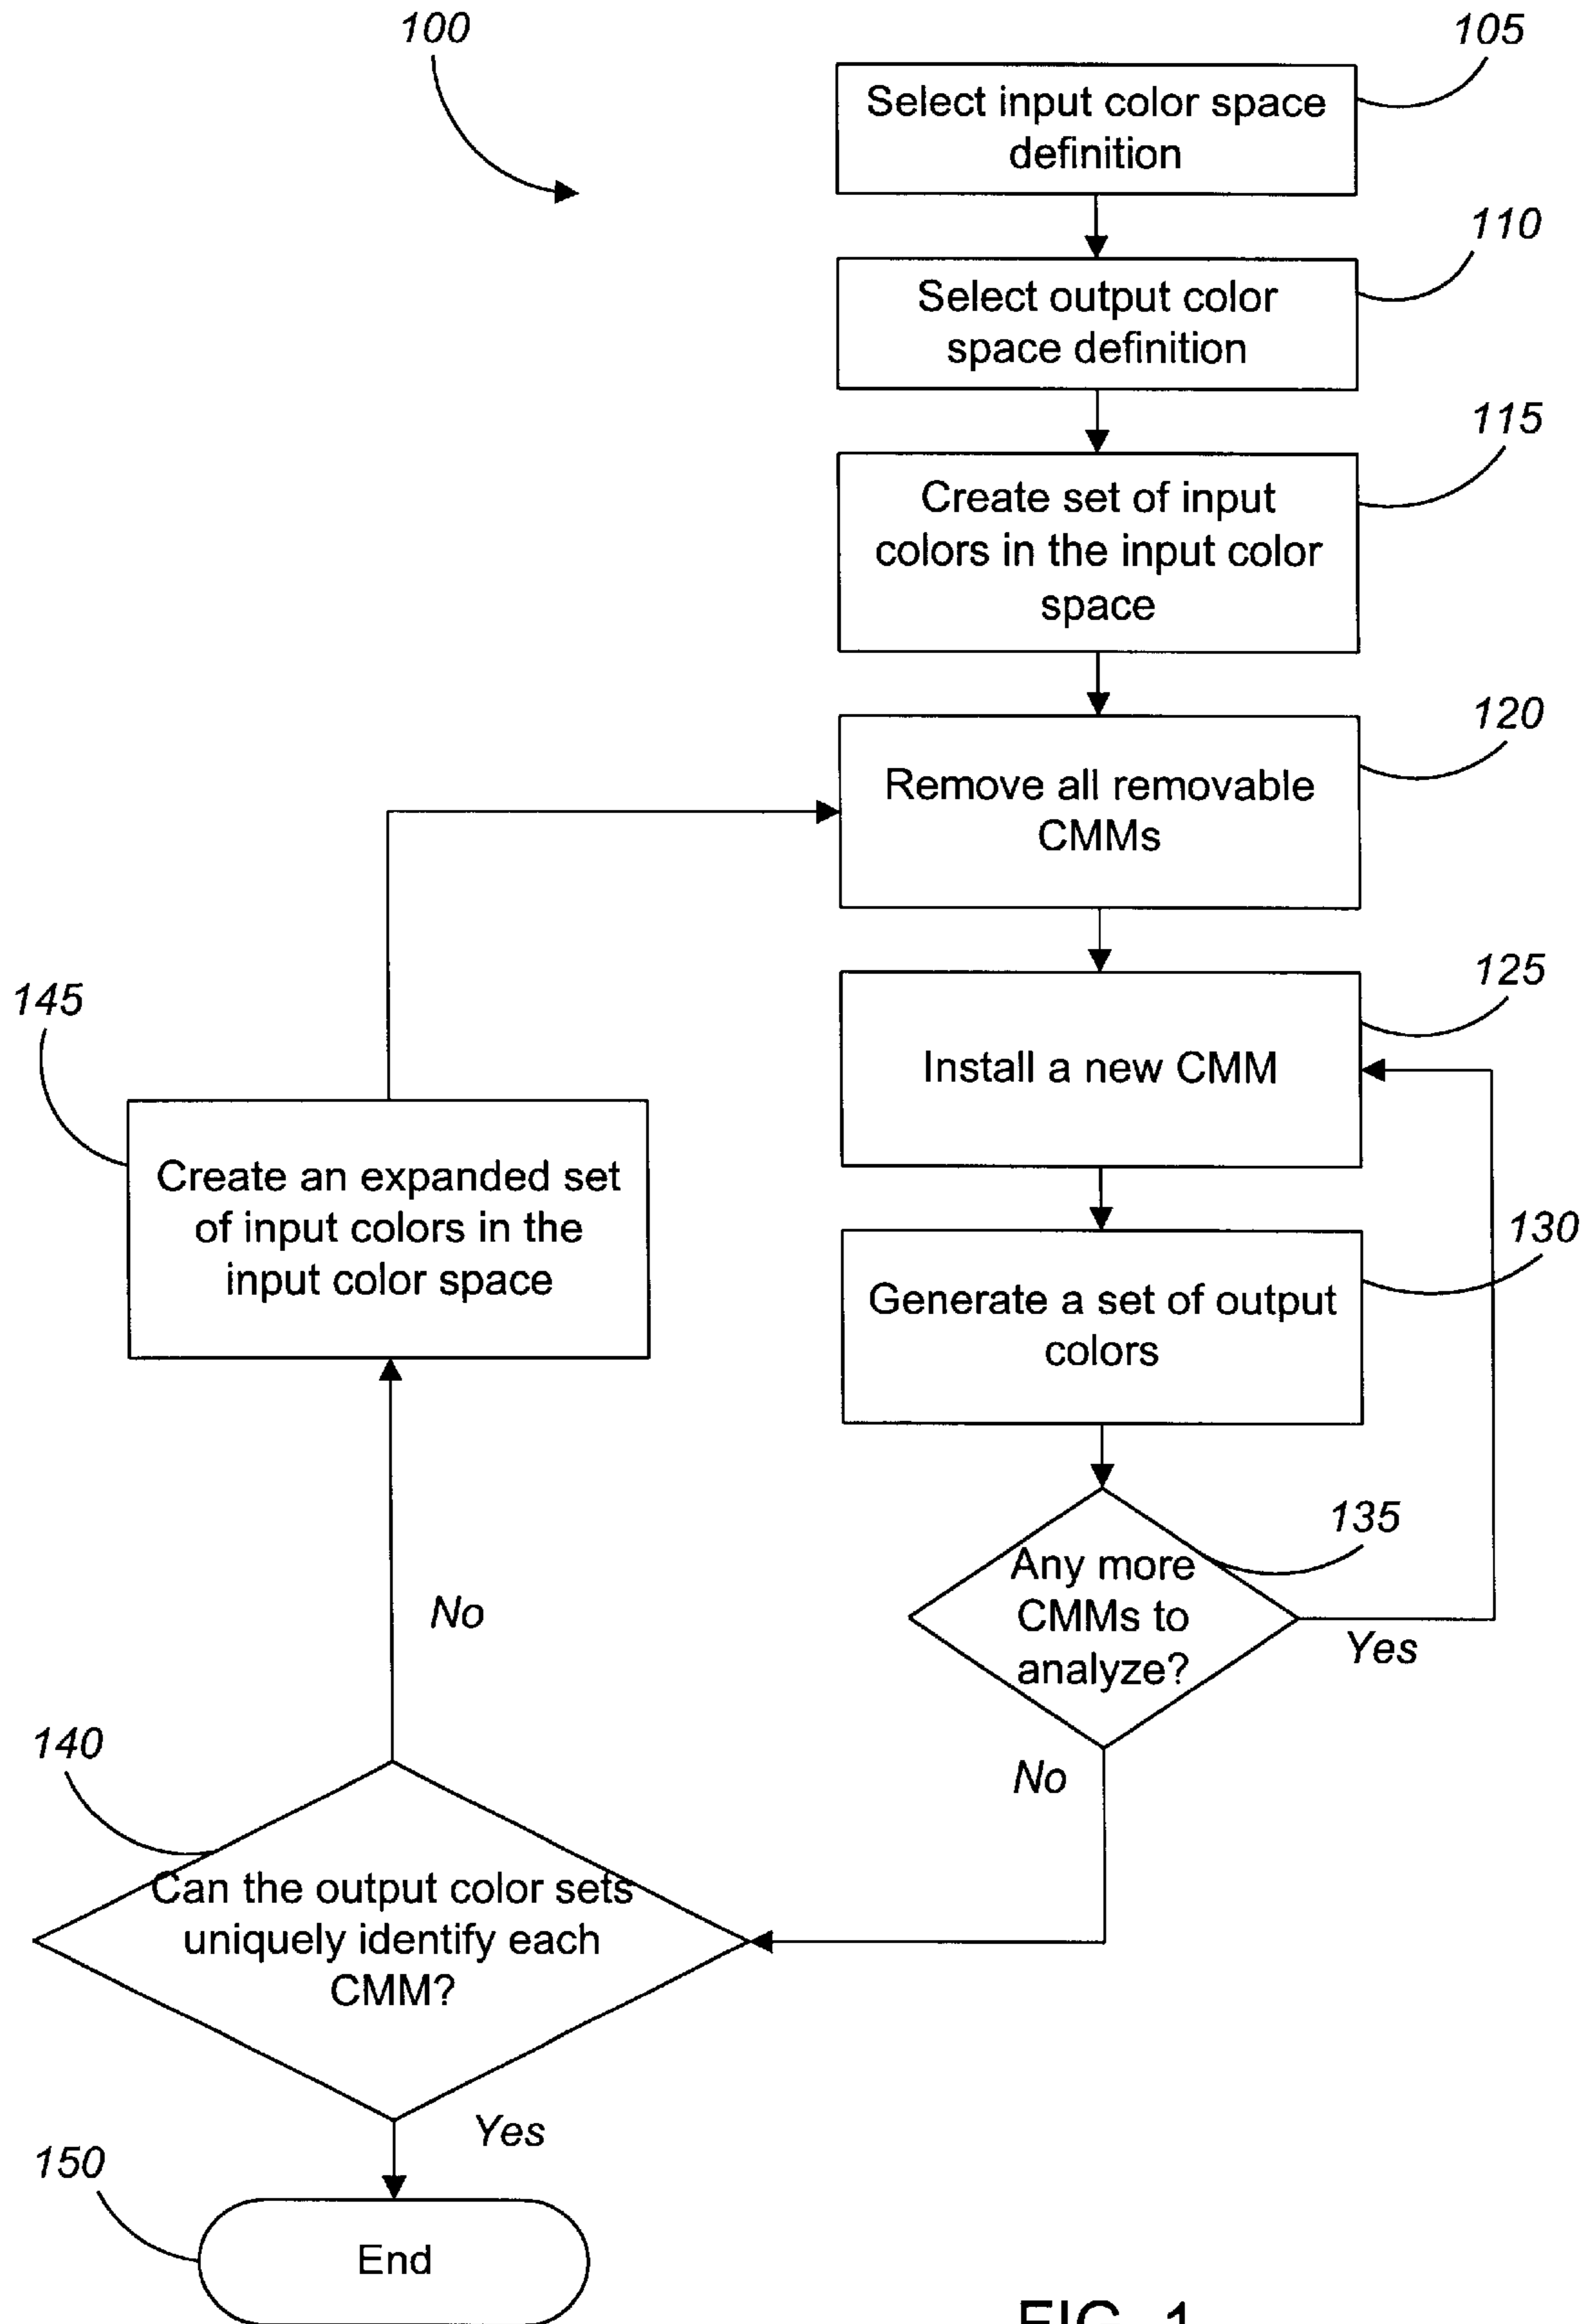 100
105
Select input color space
definition
110
Select output color
space definition
115
Create set of input
colors in the input color
space
120
Remove all removable
CMMs
125
Install a new CMM
145
Create an expanded set
of input colors in the
input color space
130
Generate a set of output
colors
135
Any more
CMMs to
analyze?
Yes
No
No
140
Can the output color sets
uniquely identify each
CMM?
Yes
150
End
FIG. 1